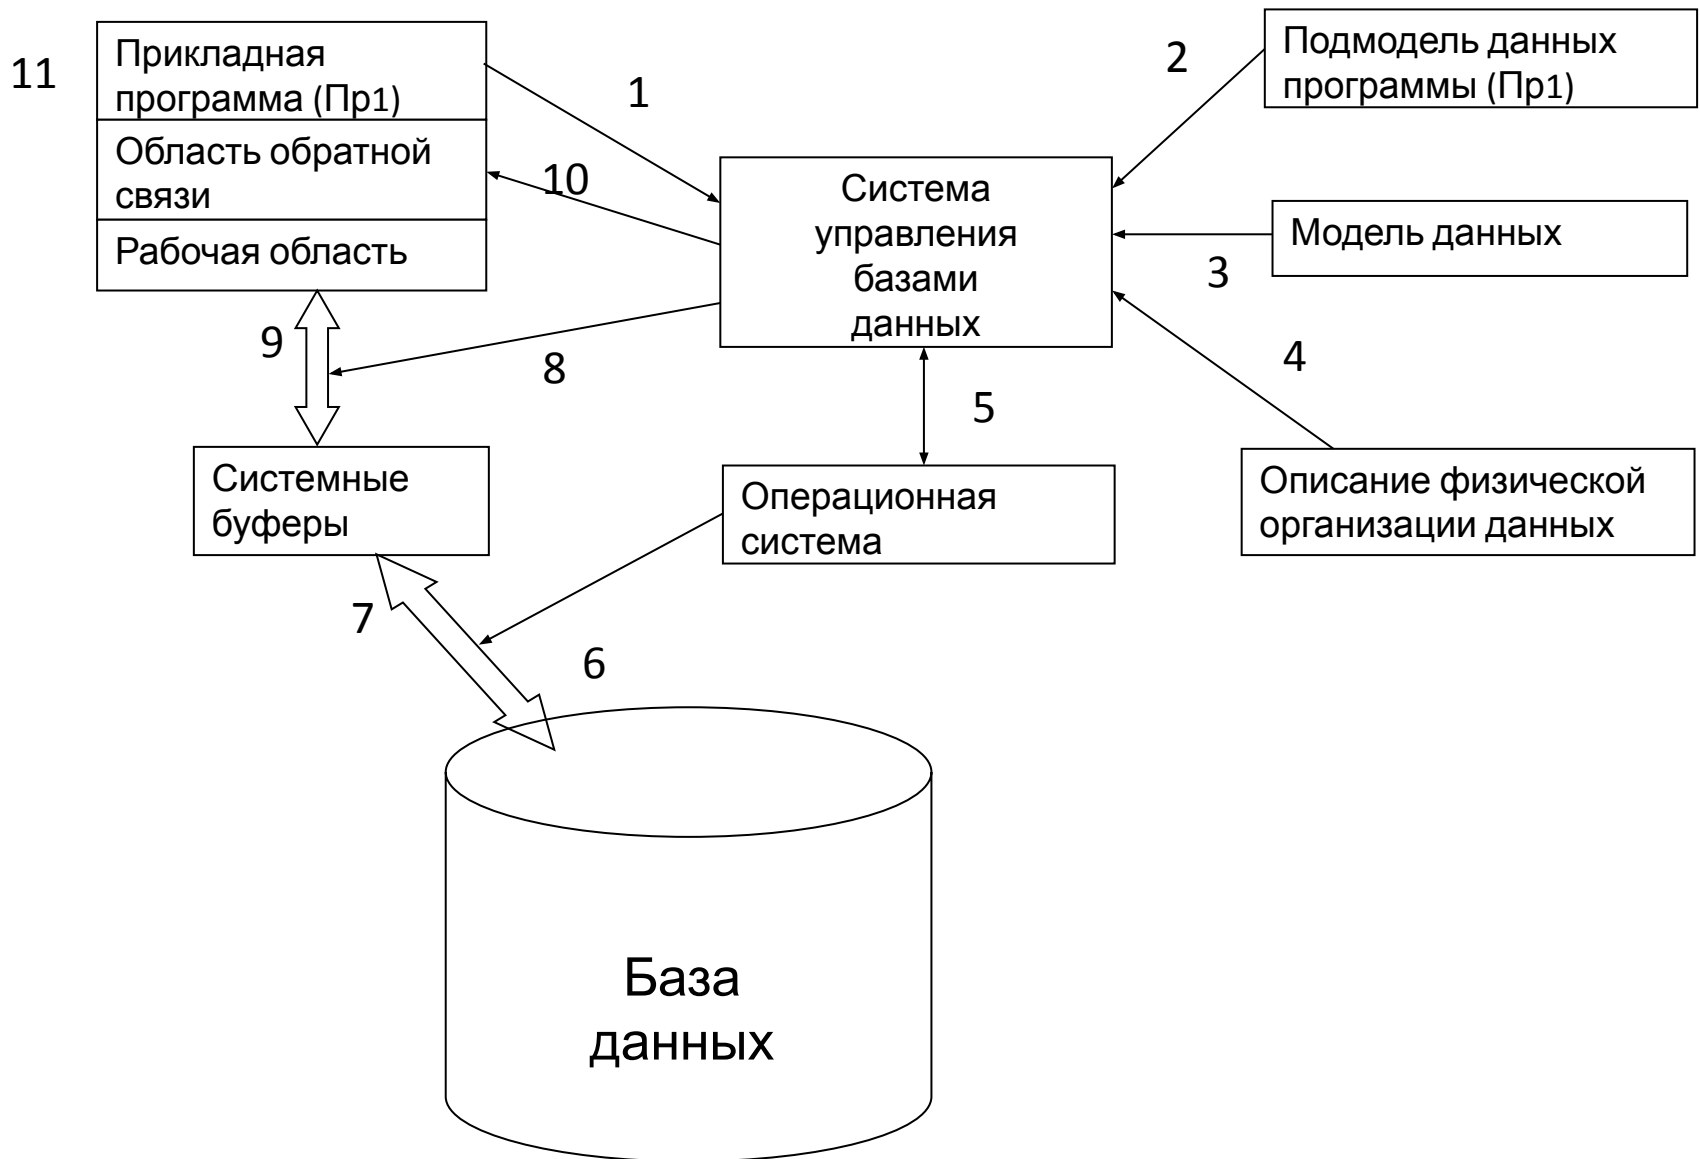 11
Прикладная
программа (Пр1)
Область обратной
связи
Рабочая область
1
10
2
Подмодель данных
программы (Пр1)
Система
управления
базами
данных
Модель данных
3
9
8
4
5
Системные
буферы
Операционная
система
Описание физической
организации данных
7
6
База
данных